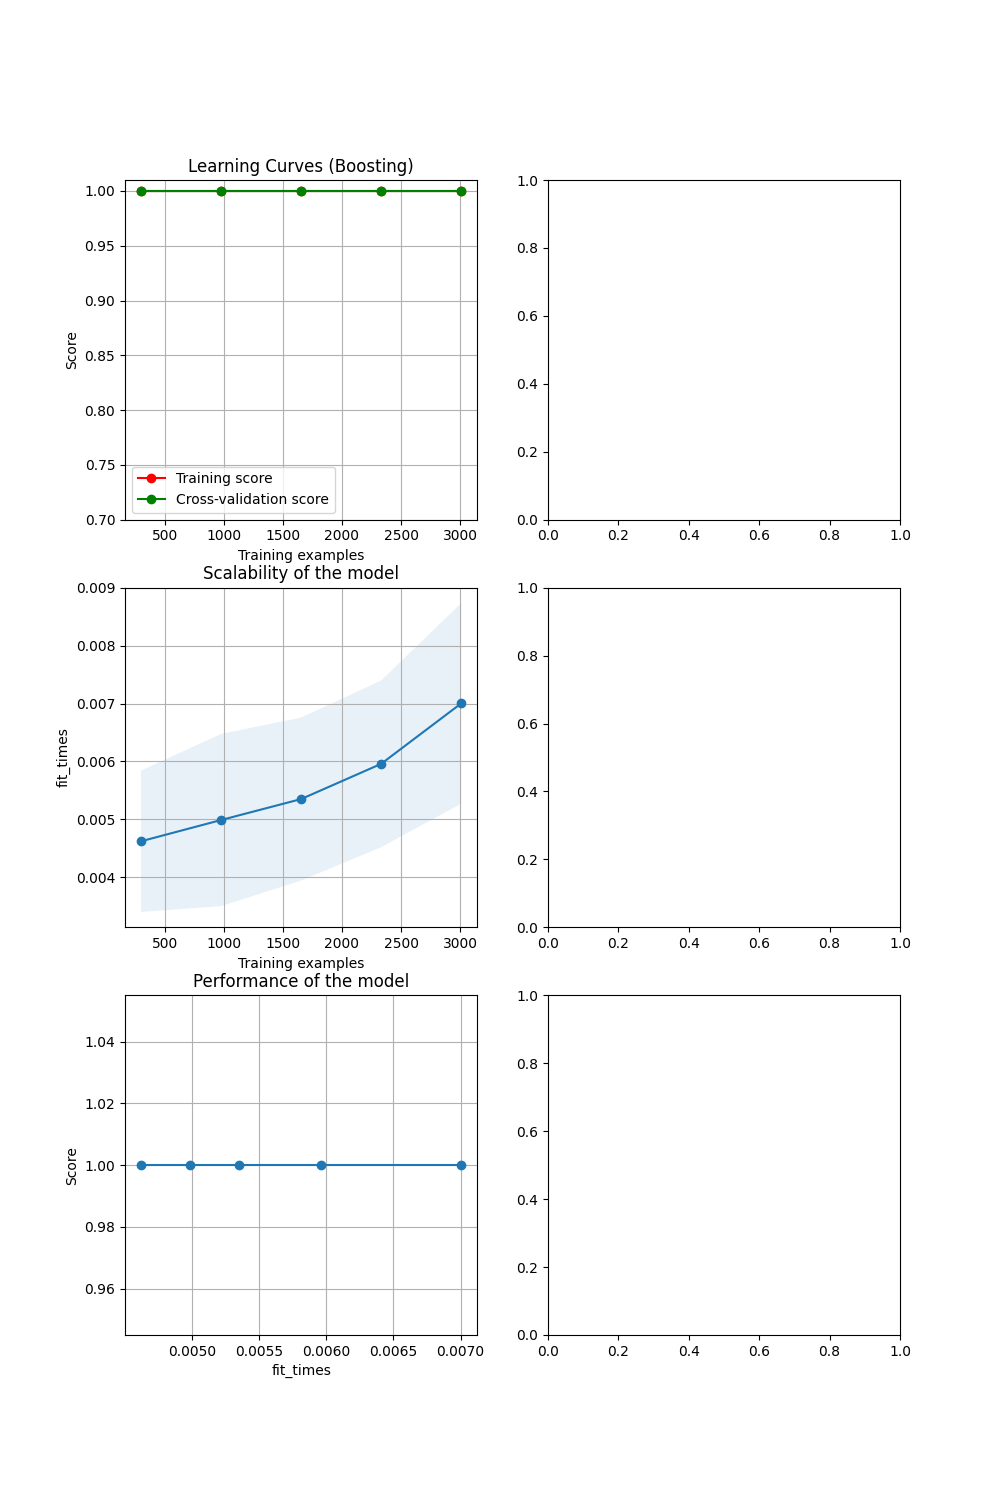 Learning Curves (Boosting)
1.00
0.95
0.90
0.85
0.80
0.75
0.70
Score
Training score
Cross-validation score
500 1000 1500 2000 2500 3000
Training examples
1.0
0.8
0.6
0.4
0.2
0.0
0.0 0.2 0.4 0.6 0.8 1.0
Scalability of the model
0.009
0.008
0.007
0.006
0.005
0.004
fit_times
500 1000 1500 2000 2500 3000
Training examples
1.0
0.8
0.6
0.4
0.2
0.0
0.0 0.2 0.4 0.6 0.8 1.0
Performance of the model
1.04
1.02
1.00
0.98
0.96
Score
0.0050 0.0055 0.0060 0.0065 0.0070
fit_times
1.0
0.8
0.6
0.4
0.2
0.0
0.0 0.2 0.4 0.6 0.8 1.0